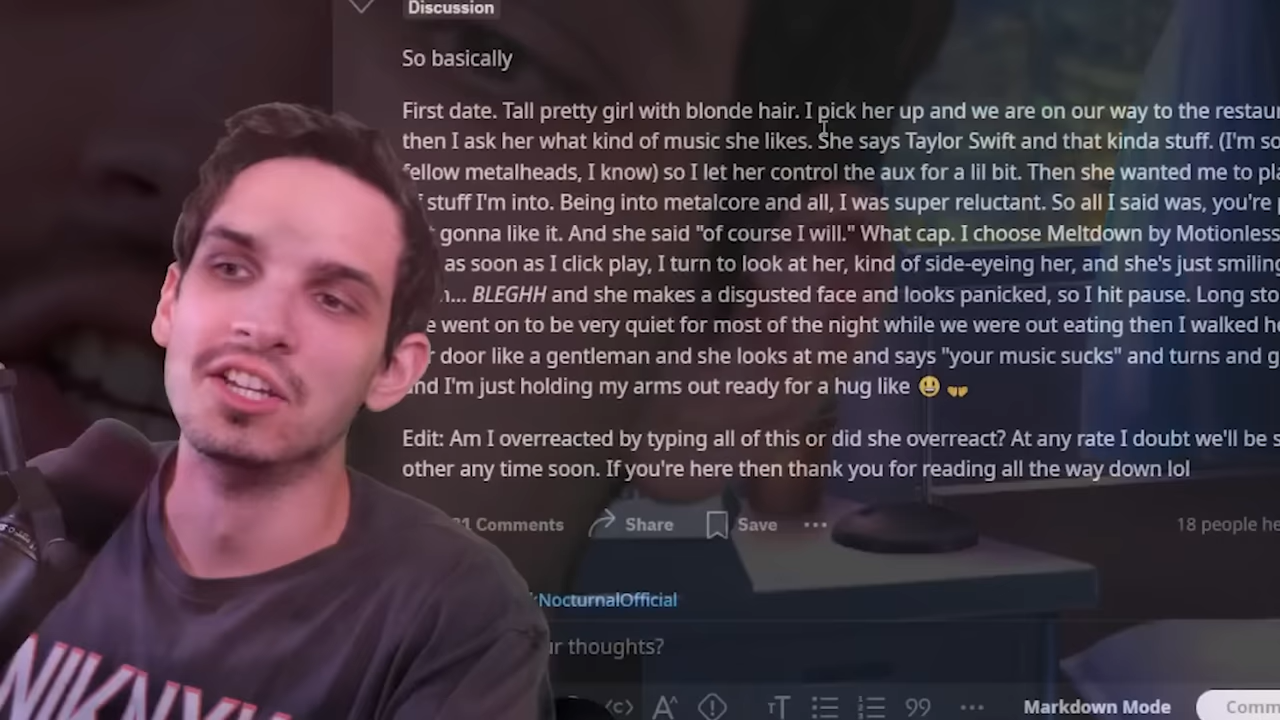 Discussion
So basically
First date. Tall pretty girl with blonde hair. I pick her up and we are on our way to the
then I ask her what kind of music she likes. She says Taylor Swift and that kinda stuff. (I'm
fellow metalheads, I know) so I let her control the aux for a lil bit. Then she wanted me to
stuff I'm into. Being into metalcore and all, I was super reluctant. So all I said was, you're
gonna like it. And she said "of course I will." What cap. I choose Meltdown by Motionless
as soon as I click play, I turn to look at her, kind of side-eyeing her, and she's just smiling
... BLEGHH and she makes a disgusted face and looks panicked, so I hit pause. Long
went on to be very quiet for most of the night while we were out eating then I walked
door like a gentleman and she looks at me and says "your music sucks" and turns and
and I'm just holding my arms out ready for a hug like 😃 💔
Edit: Am I overreacted by typing all of this or did she overreact? At any rate I doubt we'll be
other any time soon. If you're here then thank you for reading all the way down lol
Comments Share Save ...
18 people
NocturnalOfficial
thoughts?
Markdown Mode